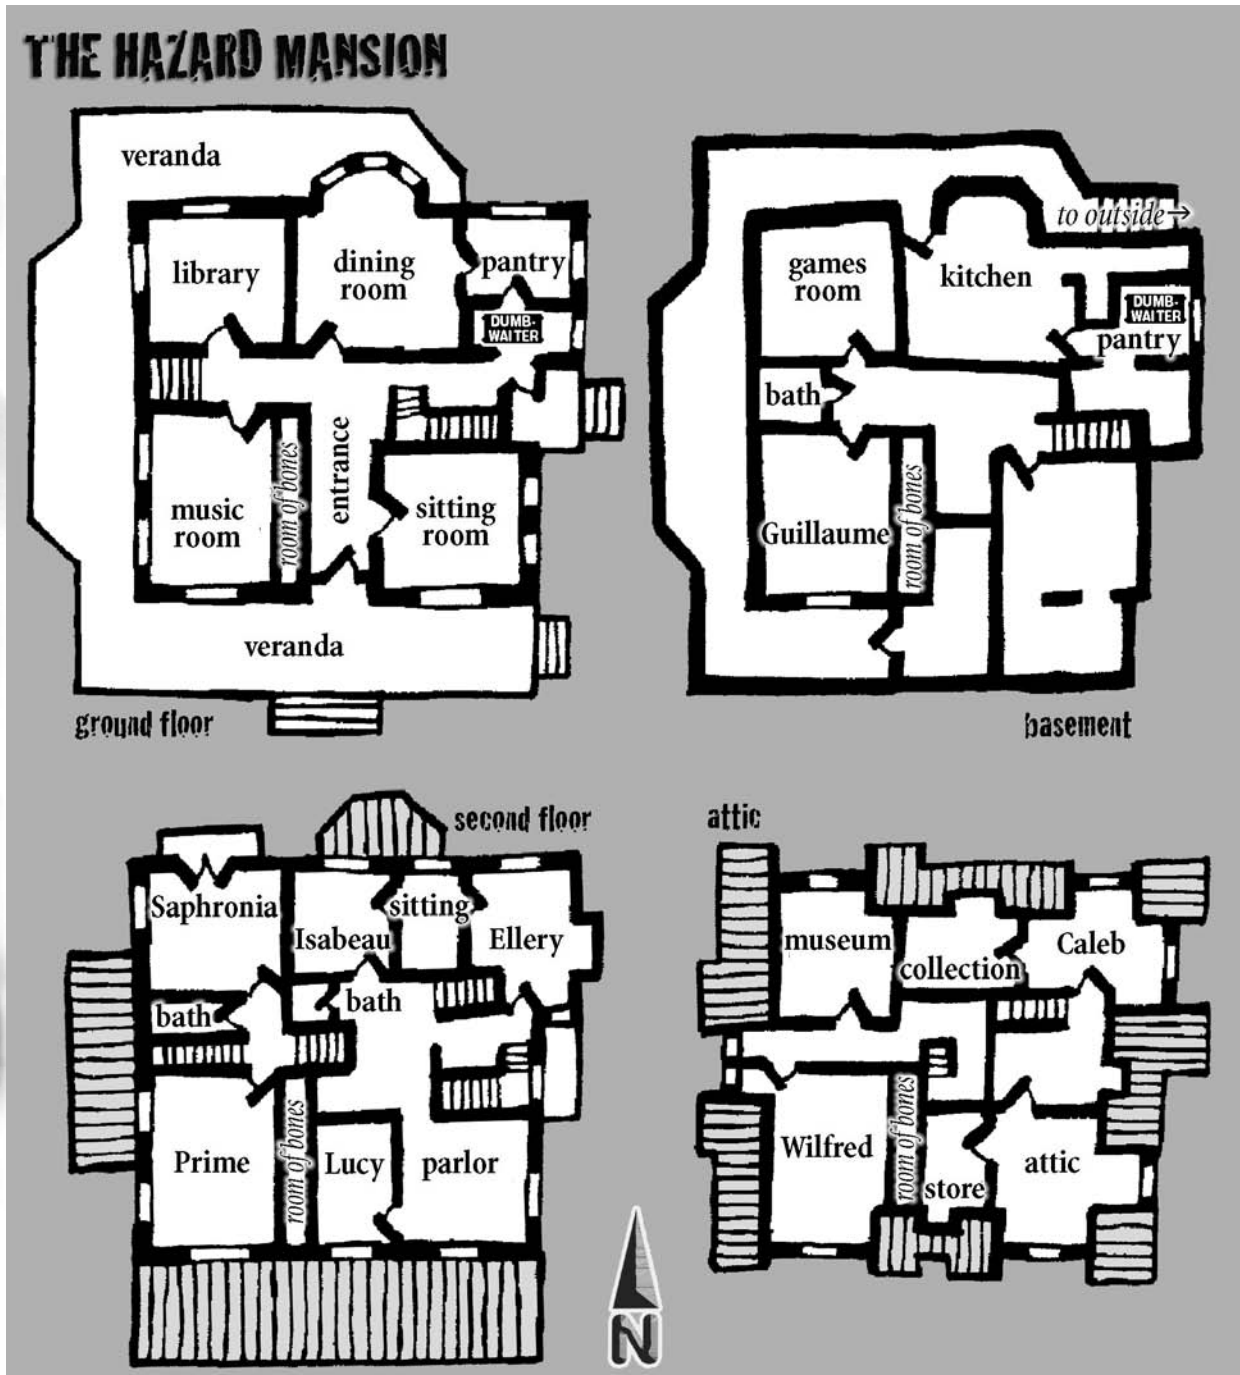 THE HAZARD MANSION
veranda
library
dining
room
pantry
DUMB-
WAITER
music
room
room of bones
entrance
sitting
room
veranda
ground floor
to outside→
games
room
kitchen
DUMB-
WAITER
pantry
bath
Guillaume
room of bones
basement
second floor
Saphronia
Isabeau
sitting
Ellery
bath
bath
Prime
room of bones
Lucy
parlor
attic
museum
collection
Caleb
Wilfred
room of bones
store
attic
N